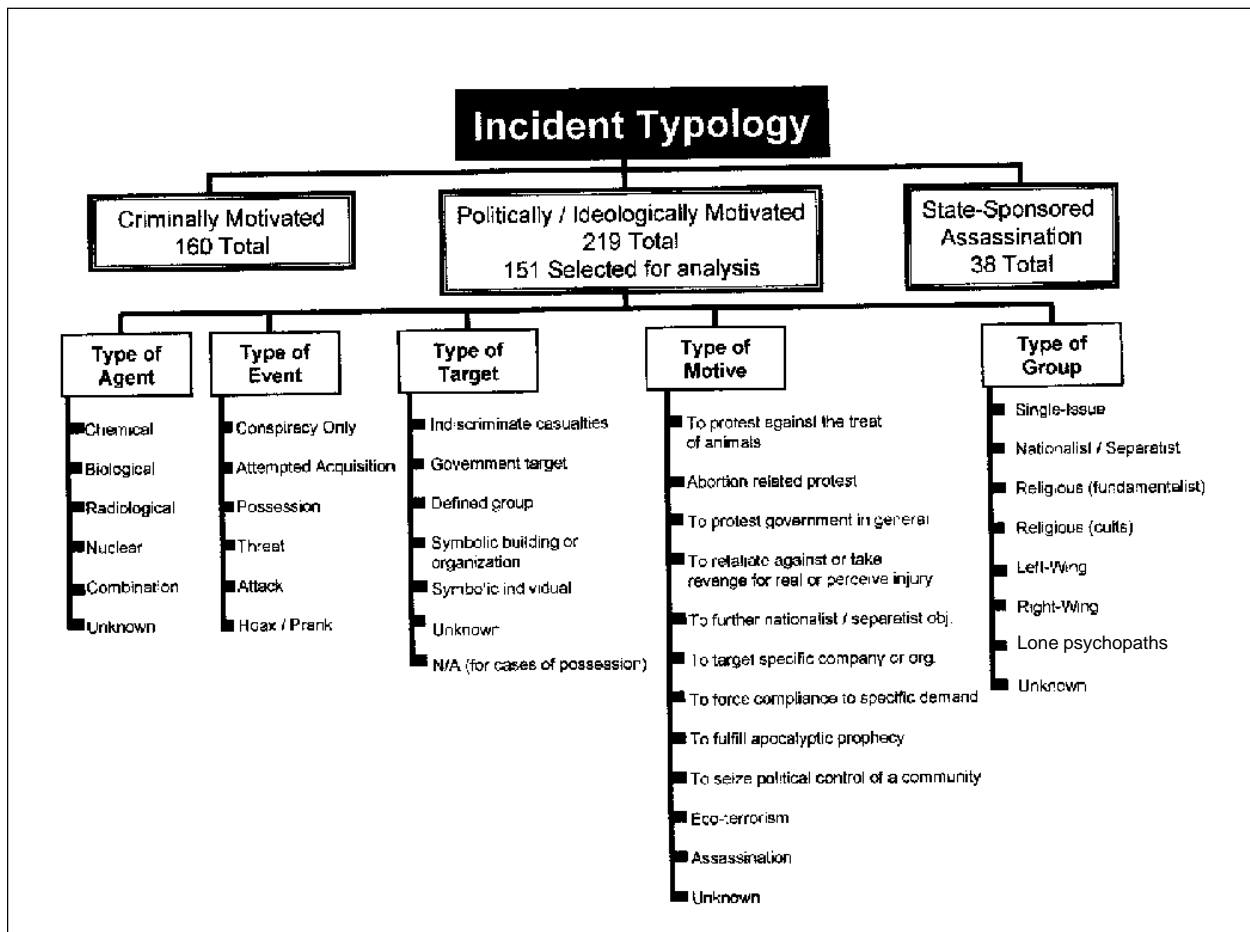 Incident Typology
Criminally Motivated
160 Total
Politically / Ideologically Motivated
219 Total
151 Selected for analysis
State-Sponsored
Assassination
38 Total
Type of
Agent
Chemical
Biological
Radiological
Nuclear
Combination
Unknown
Type of
Event
Conspiracy Only
Attempted Acquisition
Possession
Threat
Attack
Hoax / Prank
Type of
Target
Indiscriminate casualties
Government target
Defined group
Symbolic building or
organization
Symbolic individual
Unknown
N/A (for cases of possession)
Type of
Motive
To protest against the treat
of animals
Abortion related protest
To protest government in general
To retaliate against or take
revenge for real or perceive injury
To further nationalist / separatist obj.
To target specific company or org.
To force compliance to specific demand
To fulfill apocalyptic prophecy
To seize political control of a community
Eco-terrorism
Assassination
Unknown
Type of
Group
Single-Issue
Nationalist / Separatist
Religious (fundamentalist)
Religious (cults)
Left-Wing
Right-Wing
Lone psychopaths
Unknown